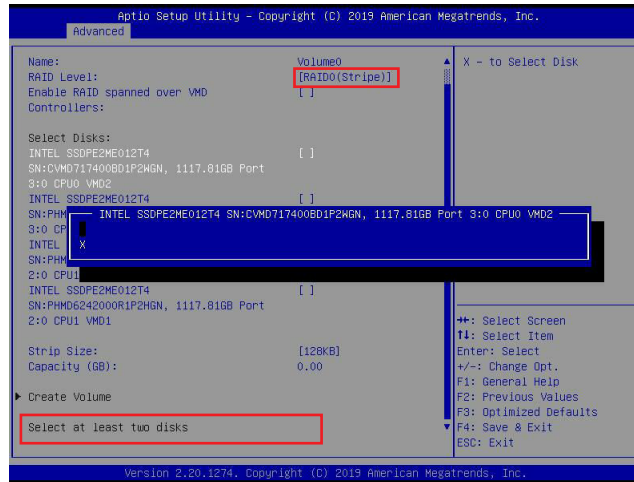 Aptio Setup Utility – Copyright (C) 2019 American Megatrends, Inc.
Advanced
Name: Volume0
RAID Level: [RAID0(Stripe)]
Enable RAID spanned over VMD [ ]
Controllers:
Select Disks:
INTEL SSDPE2ME012T4 [ ]
SN:CVMD717400BD1P2WGN, 1117.81GB Port
3:0 CPU0 VMD2
INTEL SSDPE2ME012T4 [ ]
SN:PHM
3:0 CP
INTEL
SN:PHM
2:0 CPU1
INTEL SSDPE2ME012T4 [ ]
SN:PHMD6242000R1P2HGN, 1117.81GB Port
2:0 CPU1 VMD1
Strip Size: [128KB]
Capacity (GB): 0.00
Create Volume
Select at least two disks
INTEL SSDPE2ME012T4 SN:CVMD717400BD1P2WGN, 1117.81GB Port 3:0 CPU0 VMD2
X
X – to Select Disk
→←: Select Screen
↑↓: Select Item
Enter: Select
+/-: Change Opt.
F1: General Help
F2: Previous Values
F3: Optimized Defaults
F4: Save & Exit
ESC: Exit
Version 2.20.1274. Copyright (C) 2019 American Megatrends, Inc.